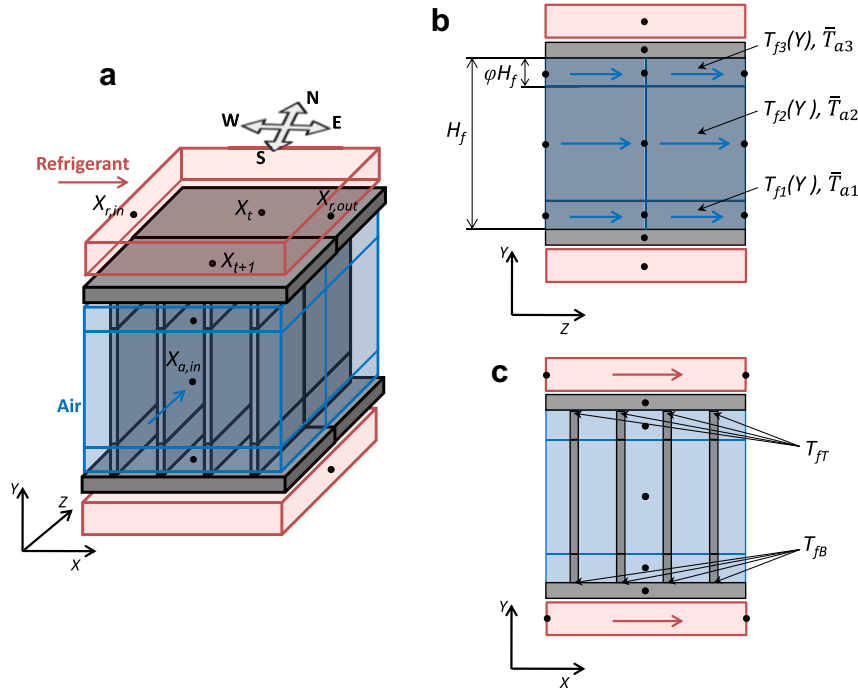 a
N
W
E
S
Refrigerant
X_{r,in}
X_t
X_{r,out}
X_{t+1}
X_{a,in}
Air
Y
Z
X
b
T_{f3}(Y), T̄_{a3}
φH_f
H_f
T_{f2}(Y), T̄_{a2}
T_{f1}(Y), T̄_{a1}
Y
Z
c
T_{fT}
T_{fB}
Y
X